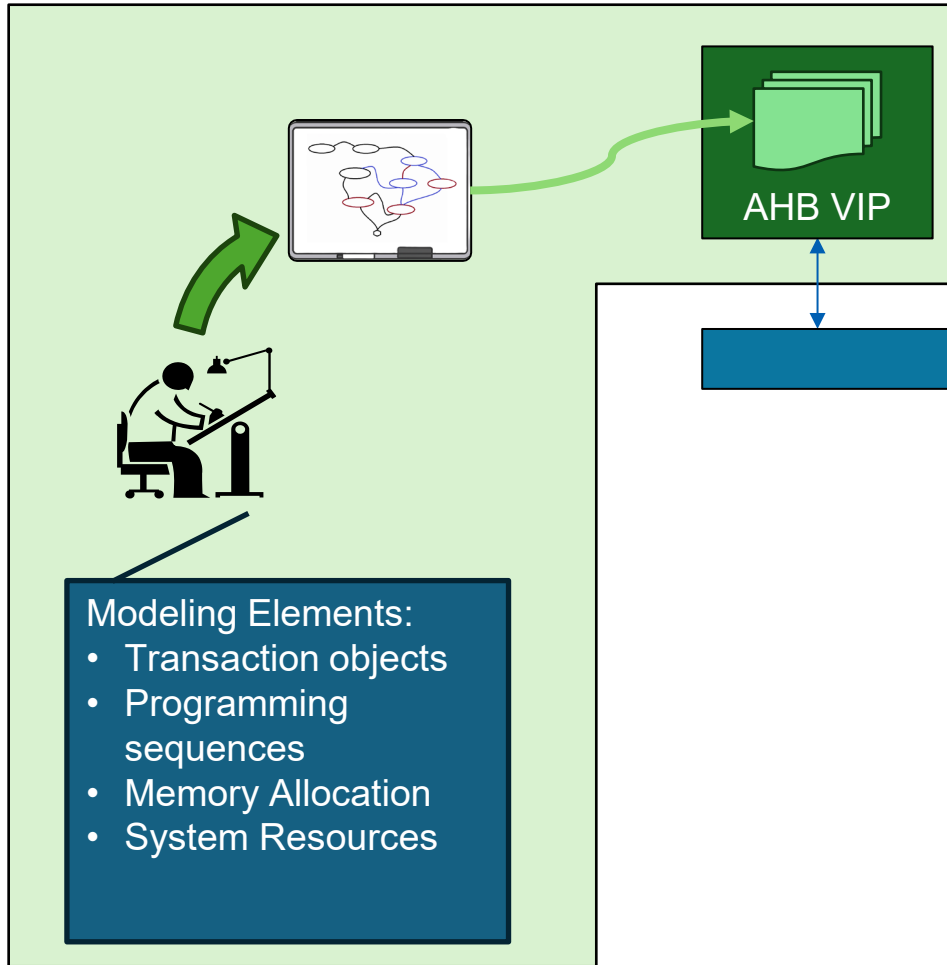 AHB VIP
Modeling Elements:
• Transaction objects
• Programming
sequences
• Memory Allocation
• System Resources